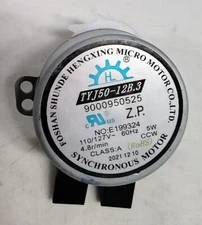 FOSHAN SHUNDE HENGXING MICRO MOTOR CO.,LTD.
TYJ50-12B.3
9000950525
Z.P.
NO:E199324
110/127V~ 60Hz 5W
4.8r/min CCW
CLASS:A (RoHS)
2021 12 10
SYNCHRONOUS MOTOR